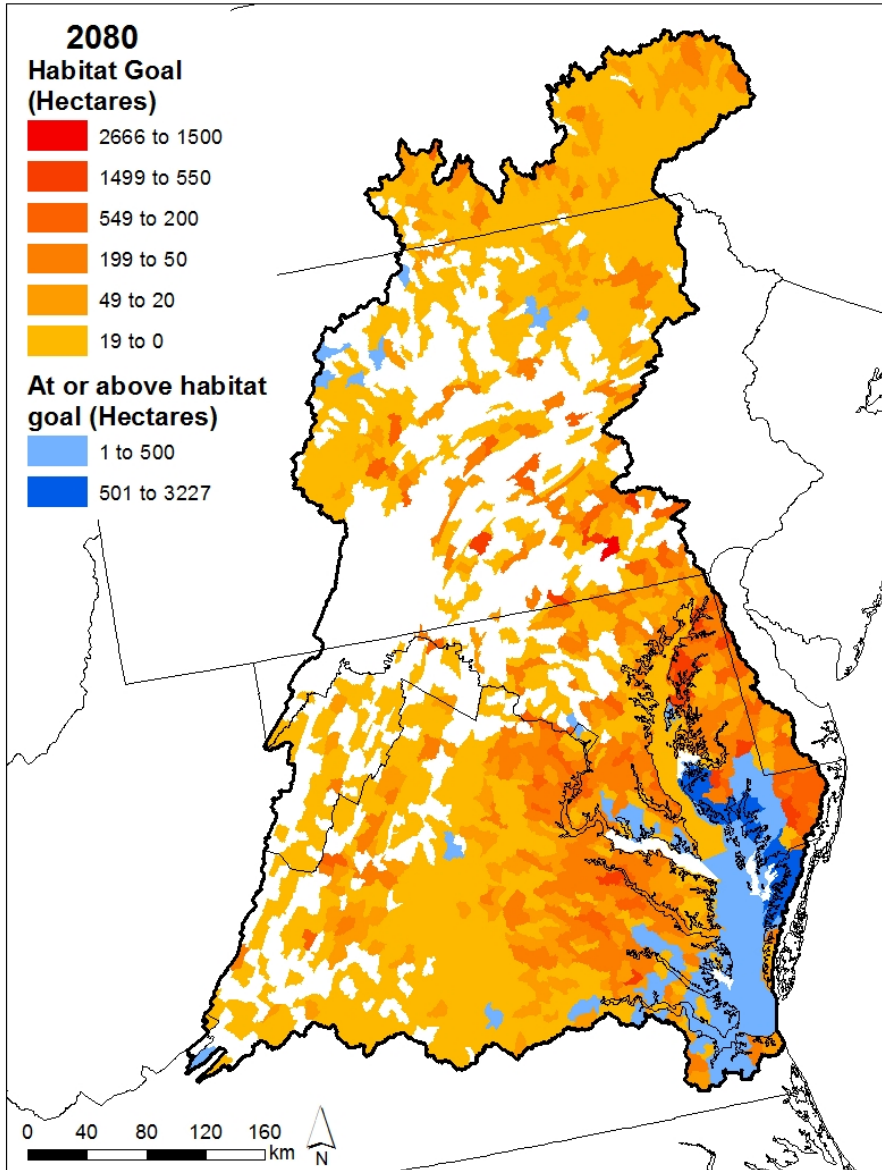 2080
Habitat Goal
(Hectares)
2666 to 1500
1499 to 550
549 to 200
199 to 50
49 to 20
19 to 0
At or above habitat
goal (Hectares)
1 to 500
501 to 3227
0 40 80 120 160
km
N